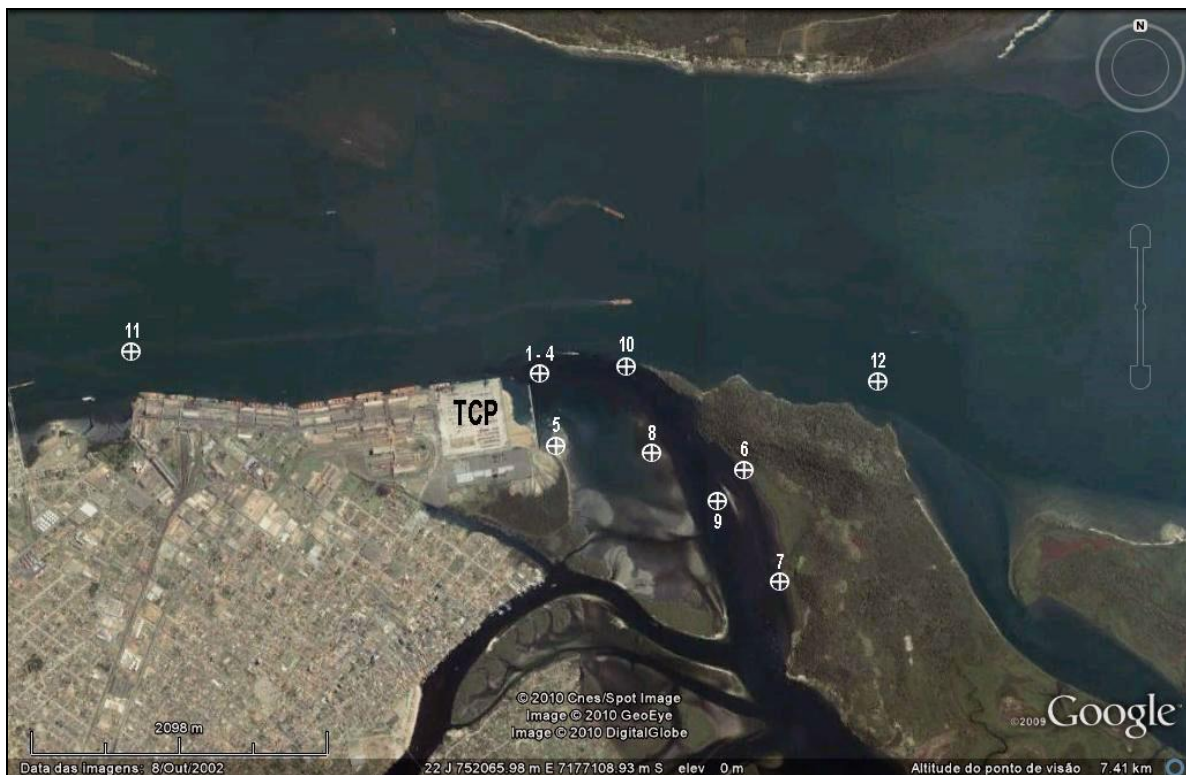 N
11
1 - 4
10
12
TCP
5
8
6
9
7
© 2010 Cnes/Spot Image
Image © 2010 GeoEye
Image © 2010 DigitalGlobe
©2009 Google
2098 m
Data das imagens: 8/Out/2002
22 J 752065.98 m E 7177108.93 m S elev 0 m
Altitude do ponto de visão 7.41 km